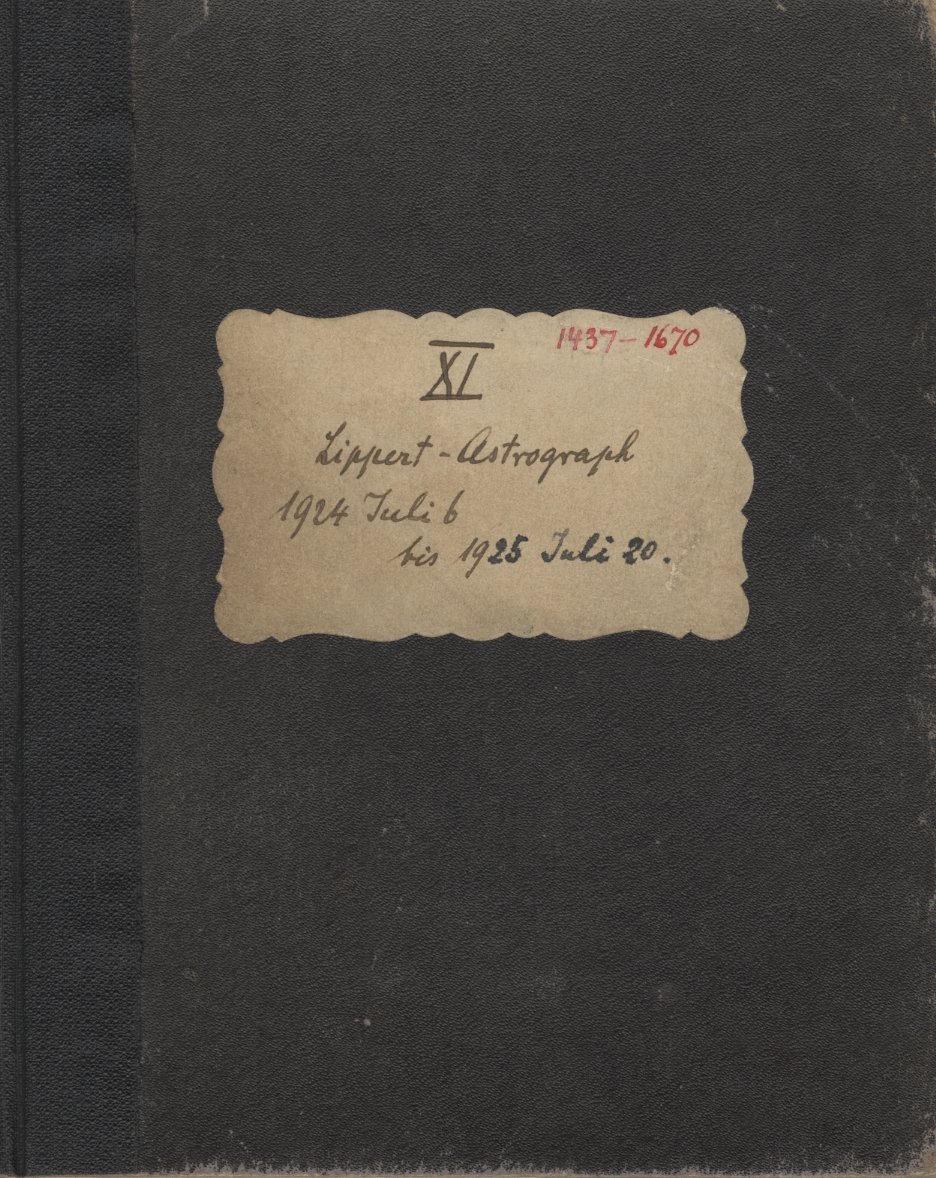 1437-1670
XI
Lippert-Astrograph
1924 Juli 6
bis 1925 Juli 20.